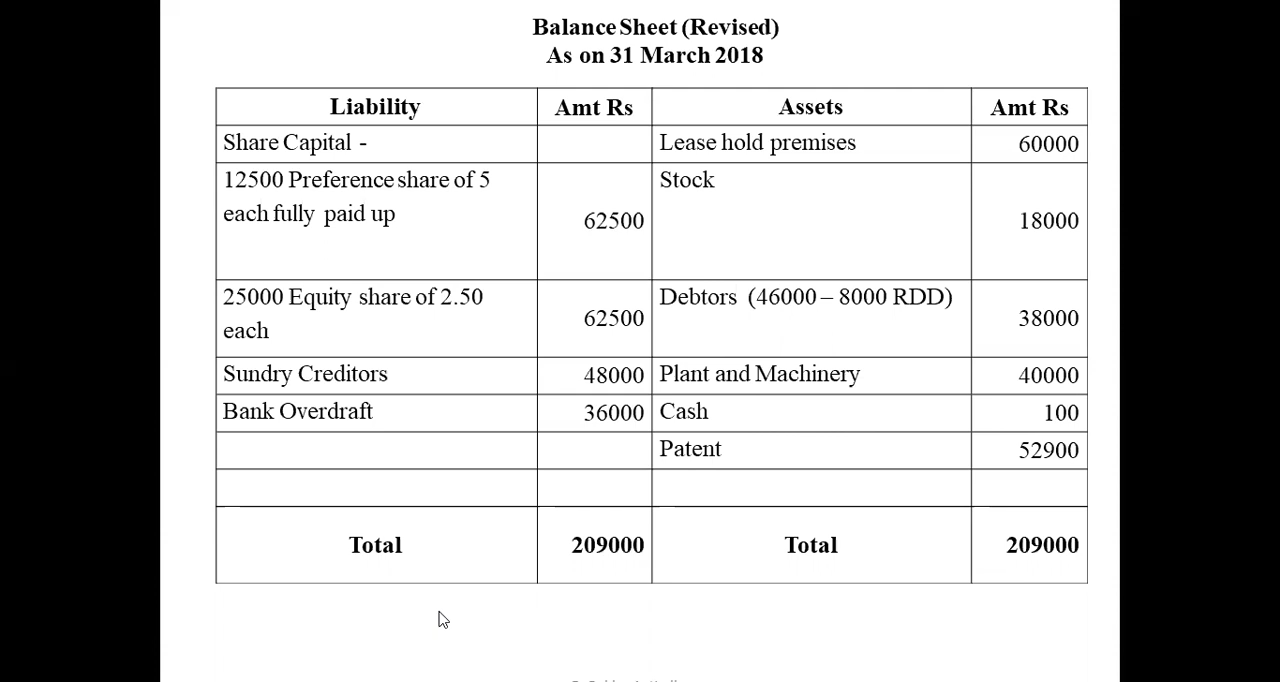 Balance Sheet (Revised)
As on 31 March 2018
Liability Amt Rs Assets Amt Rs
Share Capital - Lease hold premises 60000
12500 Preference share of 5 Stock
each fully paid up
62500 18000
25000 Equity share of 2.50 Debtors (46000 – 8000 RDD)
each
62500 38000
Sundry Creditors 48000 Plant and Machinery 40000
Bank Overdraft 36000 Cash 100
Patent 52900
Total 209000 Total 209000